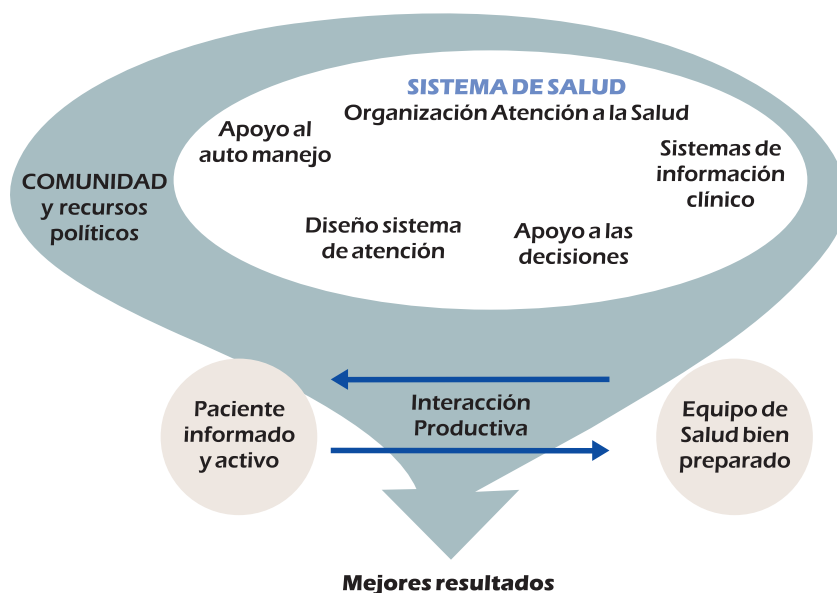 SISTEMA DE SALUD
Organización Atención a la Salud
Apoyo al
auto manejo
Sistemas de
información
clínico
COMUNIDAD
y recursos
políticos
Diseño sistema
de atención
Apoyo a las
decisiones
Paciente
informado
y activo
Interacción
Productiva
Equipo de
Salud bien
preparado
Mejores resultados